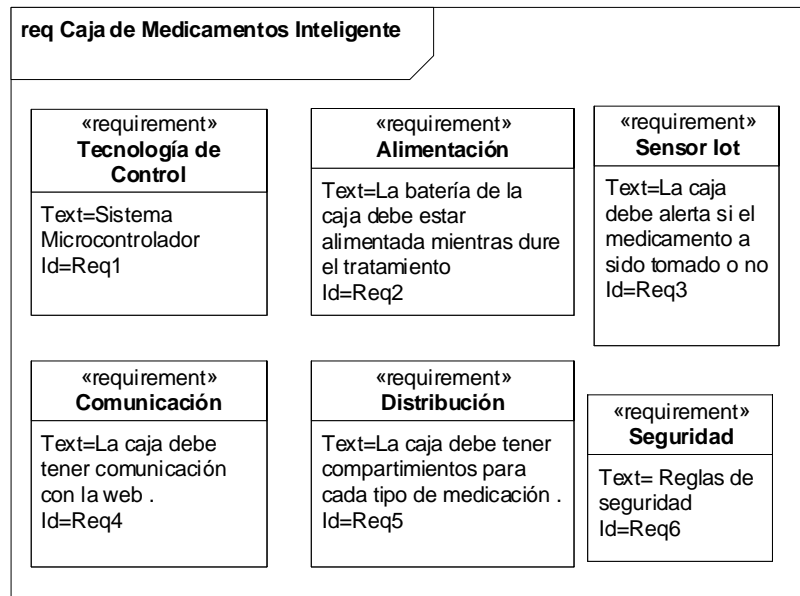 req Caja de Medicamentos Inteligente
«requirement»
Tecnología de
Control
Text=Sistema
Microcontrolador
Id=Req1
«requirement»
Alimentación
Text=La batería de la
caja debe estar
alimentada mientras dure
el tratamiento
Id=Req2
«requirement»
Sensor Iot
Text=La caja
debe alerta si el
medicamento a
sido tomado o no
Id=Req3
«requirement»
Comunicación
Text=La caja debe
tener comunicación
con la web .
Id=Req4
«requirement»
Distribución
Text=La caja debe tener
compartimientos para
cada tipo de medicación .
Id=Req5
«requirement»
Seguridad
Text= Reglas de
seguridad
Id=Req6